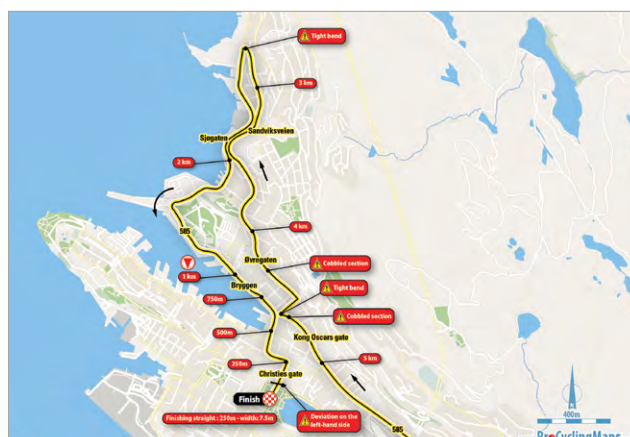 Tight bend
3 km
Sjøgaten
Sandviksveien
2 km
585
4 km
Øvregaten
Cobbled section
1 km
Bryggen
Tight bend
750m
Cobbled section
500m
Kong Oscars gate
250m
5 km
Christies gate
Finish
Finishing straight : 250m - width: 7.5m
Deviation on the
left-hand side
585
400m
ProCyclingMaps